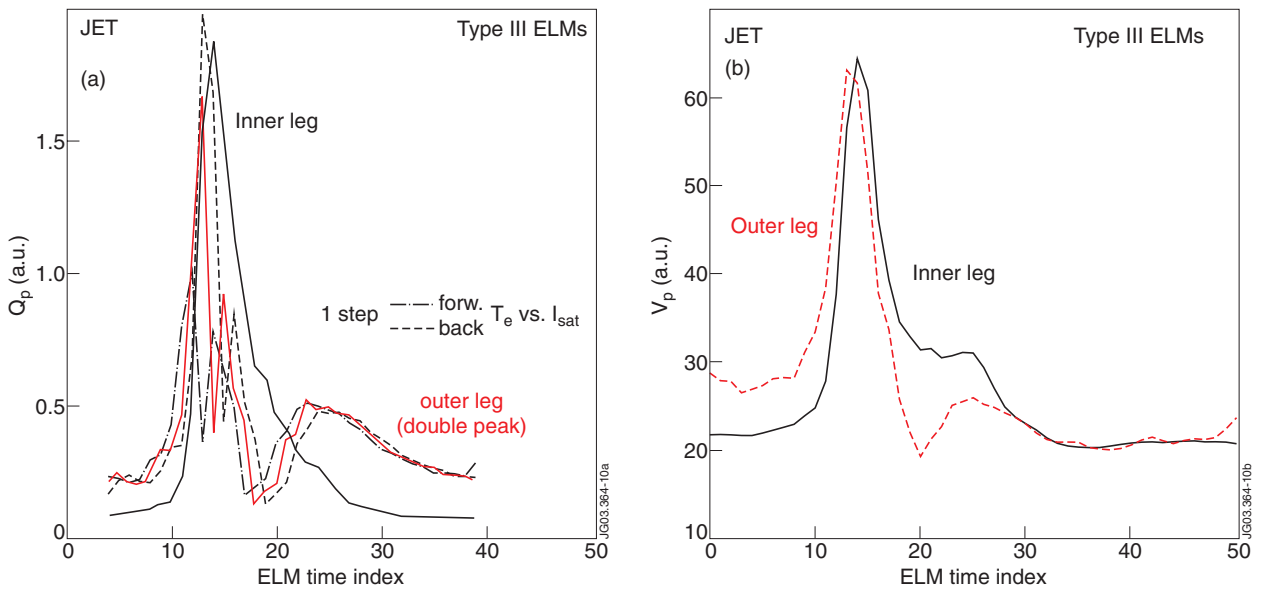 JET
Type III ELMs
(a)
Inner leg
1 step
forw.
back
T_e vs. I_sat
outer leg
(double peak)
Q_p (a.u.)
1.5
1.0
0.5
0
0
10
20
30
40
50
ELM time index
JG03.364-10a
JET
Type III ELMs
(b)
Outer leg
Inner leg
V_p (a.u.)
60
50
40
30
20
10
0
10
20
30
40
50
ELM time index
JG03.364-10b